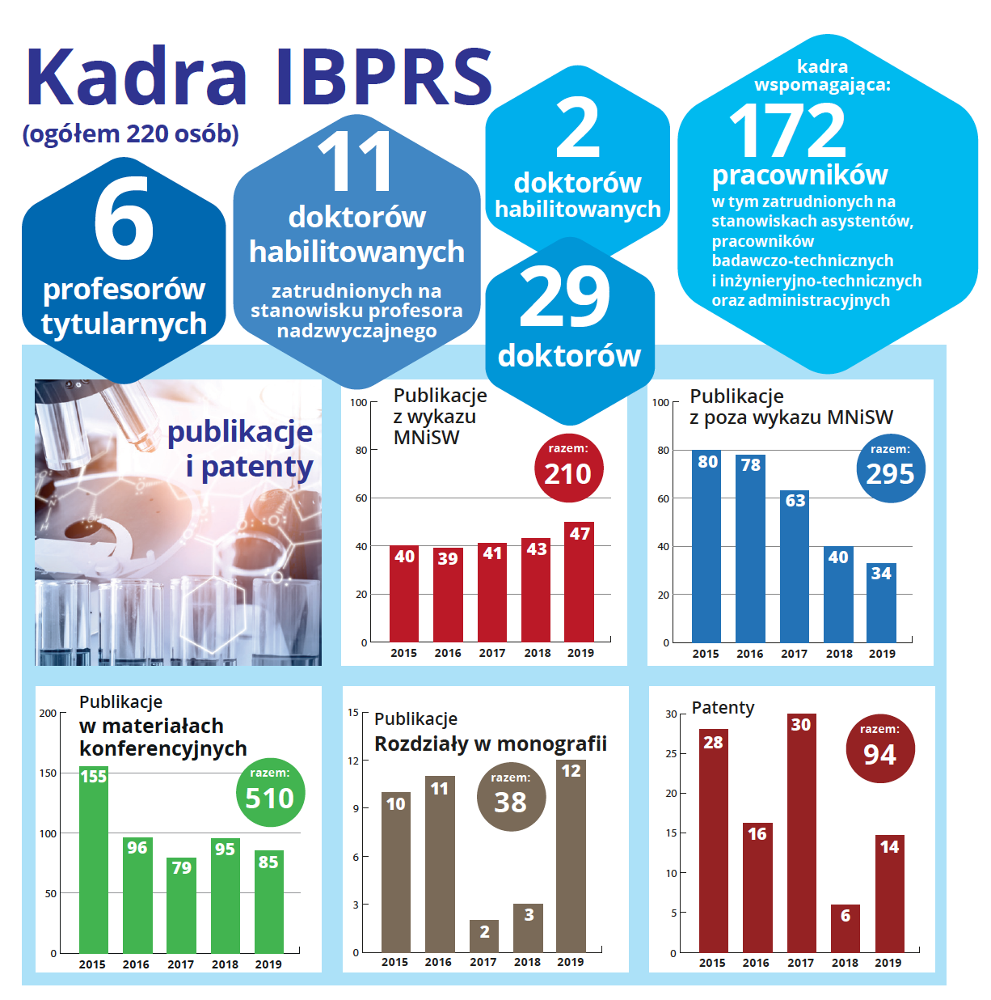 Kadra IBPRS
(ogółem 220 osób)
6
profesorów
tytularnych
11
doktorów
habilitowanych
zatrudnionych na
stanowisku profesora
nadzwyczajnego
2
doktorów
habilitowanych
29
doktorów
kadra
wspomagająca:
172
pracowników
w tym zatrudnionych na
stanowiskach asystentów,
pracowników
badawczo-technicznych
i inżynieryjno-technicznych
oraz administracyjnych
publikacje
i patenty
Publikacje
z wykazu
MNiSW
razem:
210
100
80
60
40
20
0
40
39
41
43
47
2015 2016 2017 2018 2019
Publikacje
z poza wykazu MNiSW
razem:
295
100
80
60
40
20
0
80
78
63
40
34
2015 2016 2017 2018 2019
Publikacje
w materiałach
konferencyjnych
razem:
510
200
150
100
50
0
155
96
79
95
85
2015 2016 2017 2018 2019
Publikacje
Rozdziały w monografii
razem:
38
15
12
9
6
3
0
10
11
2
3
12
2015 2016 2017 2018 2019
Patenty
razem:
94
30
25
20
15
10
5
0
28
16
30
6
14
2015 2016 2017 2018 2019